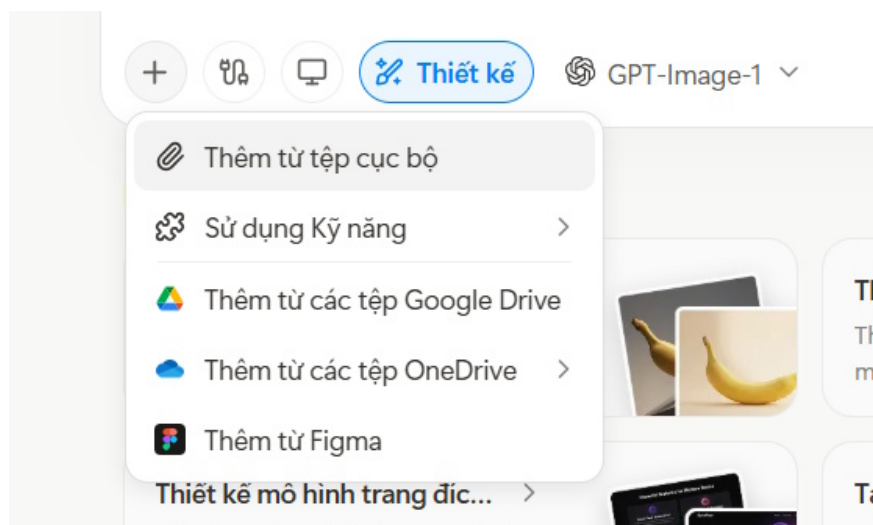 Thiết kế
GPT-Image-1
Thêm từ tệp cục bộ
Sử dụng Kỹ năng
Thêm từ các tệp Google Drive
Thêm từ các tệp OneDrive
Thêm từ Figma
Thiết kế mô hình trang đíc...